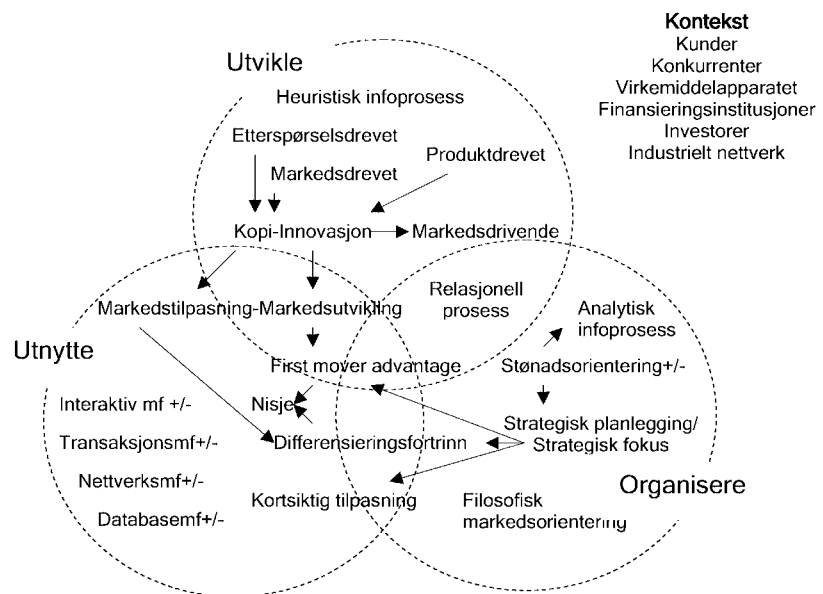 Kontekst
Kunder
Konkurrenter
Virkemiddelapparatet
Finansieringsinstitusjoner
Investorer
Industrielt nettverk
Utvikle
Heuristisk infoprosess
Etterspørselsdrevet
Produktdrevet
Markedsdrevet
Kopi-Innovasjon
Markedsdrivende
Relasjonell
prosess
Markedstilpasning-Markedsutvikling
Analytisk
infoprosess
Utnytte
First mover advantage
Stønadsorientering+/-
Interaktiv mf +/-
Nisje
Strategisk planlegging/
Strategisk fokus
Transaksjonsmf+/-
Differensieringsfortrinn
Nettverksmf+/-
Organisere
Kortsiktig tilpasning
Filosofisk
markedsorientering
Databasemf+/-